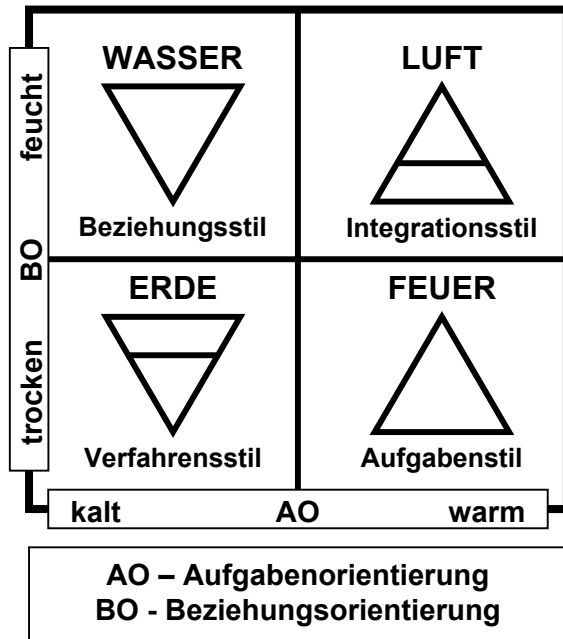 WASSER
LUFT
feucht
Beziehungsstil
Integrationsstil
BO
ERDE
FEUER
trocken
Verfahrensstil
Aufgabenstil
kalt AO warm
AO – Aufgabenorientierung
BO - Beziehungsorientierung